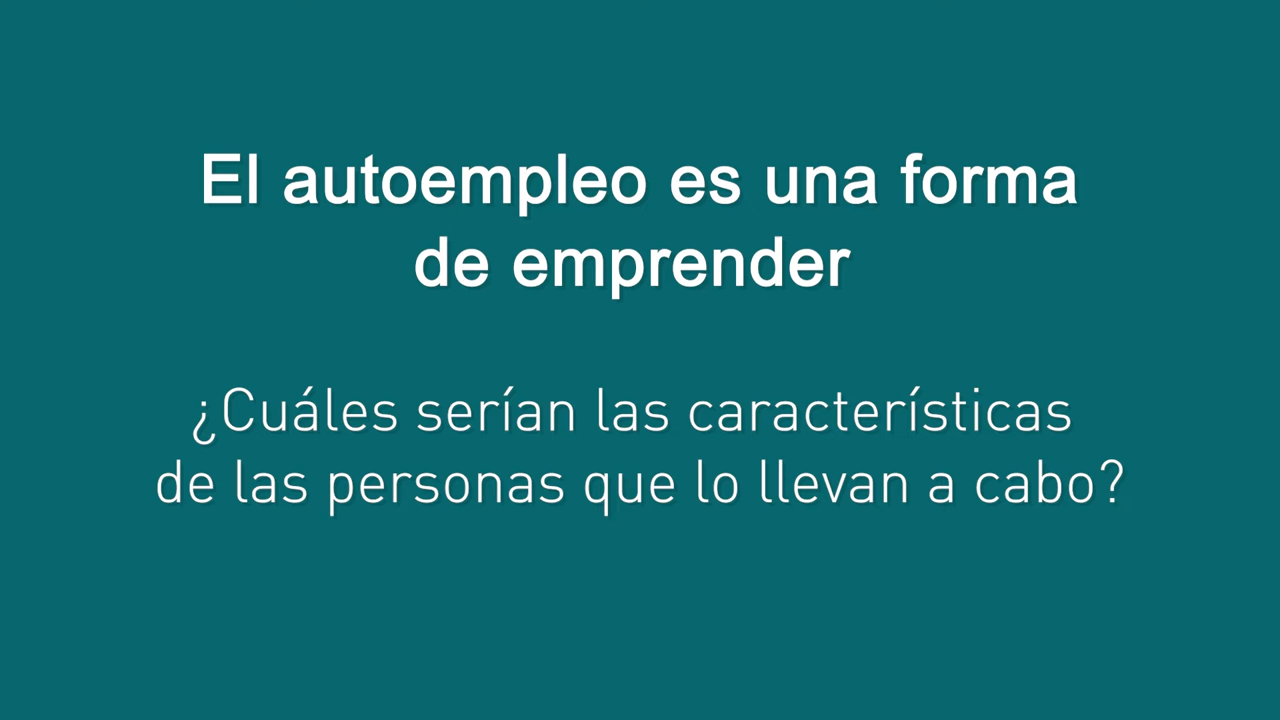 El autoempleo es una forma
de emprender
¿Cuáles serían las características
de las personas que lo llevan a cabo?